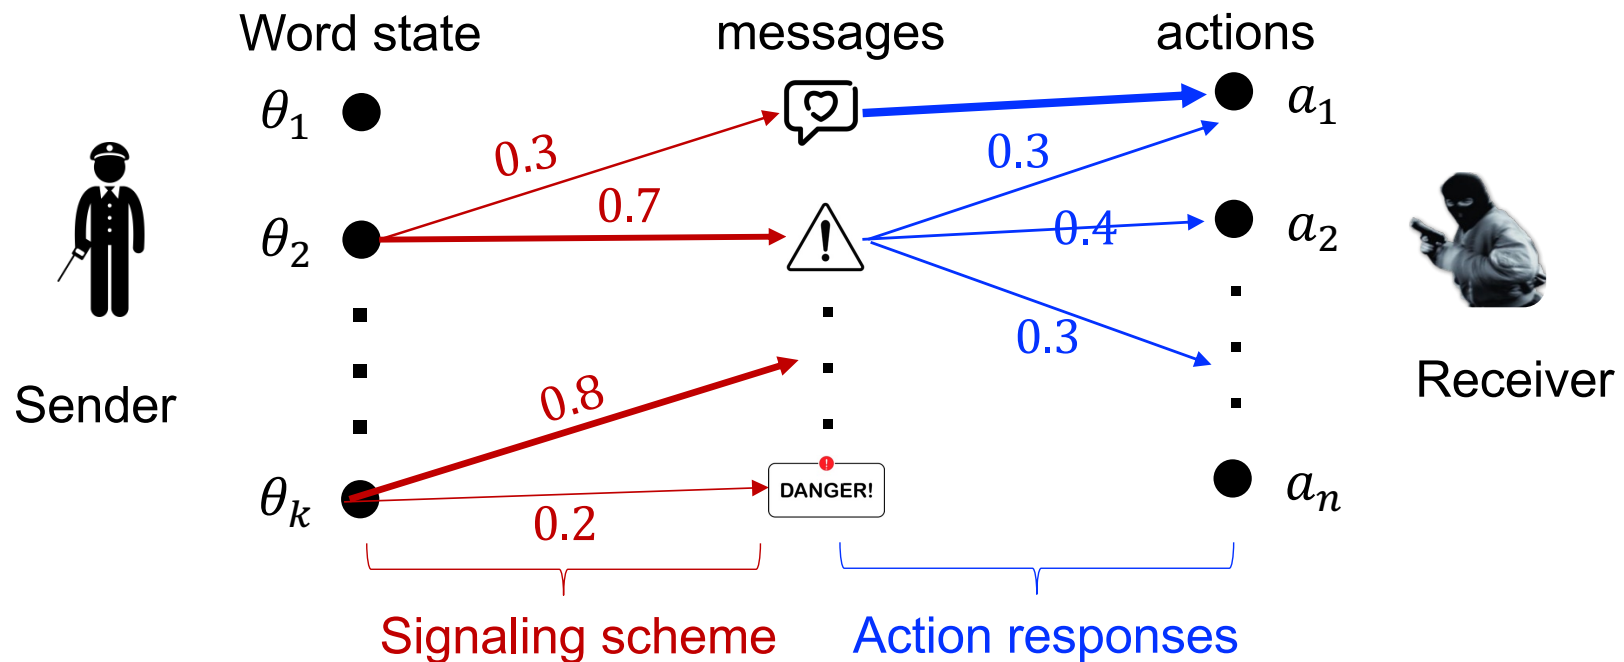 Word state
messages
actions
θ₁
a₁
0.3
0.3
0.7
θ₂
0.4
a₂
0.3
Sender
0.8
Receiver
θₖ
DANGER!
!
aₙ
0.2
Signaling scheme
Action responses